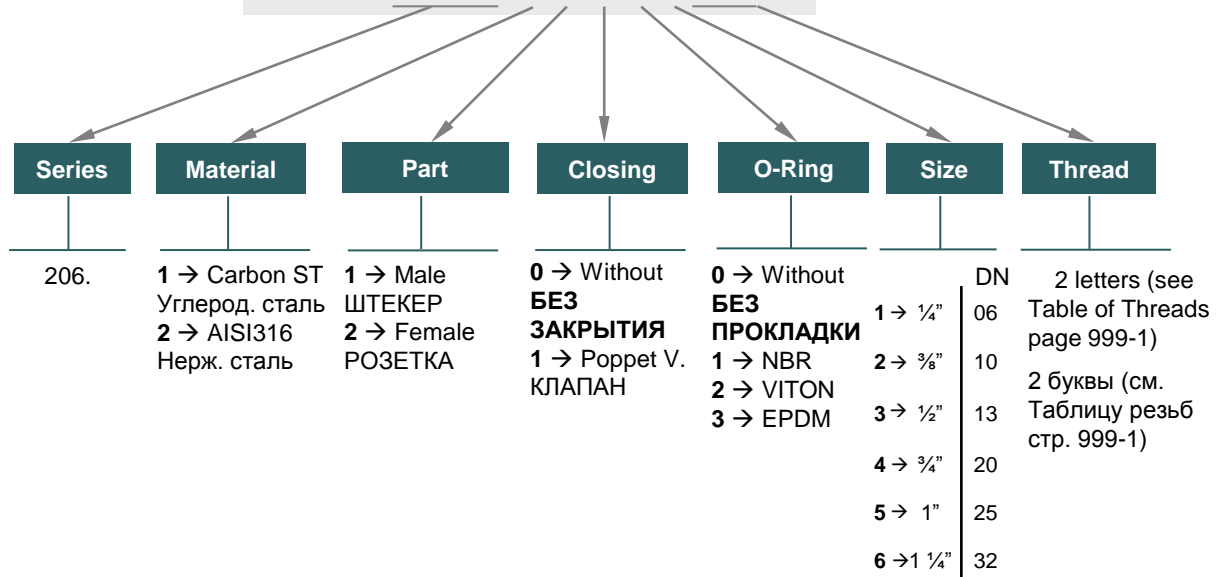 Series
Material
Part
Closing
O-Ring
Size
Thread
206.
1 → Carbon ST
Углерод. сталь
2 → AISI316
Нерж. сталь
1 → Male
ШТЕКЕР
2 → Female
РОЗЕТКА
0 → Without
БЕЗ
ЗАКРЫТИЯ
1 → Poppet V.
КЛАПАН
0 → Without
БЕЗ
ПРОКЛАДКИ
1 → NBR
2 → VITON
3 → EPDM
DN
1 → ¼” 06
2 → ⅜” 10
3 → ½” 13
4 → ¾” 20
5 → 1” 25
6 →1 ¼” 32
2 letters (see
Table of Threads
page 999-1)
2 буквы (см.
Таблицу резьб
стр. 999-1)